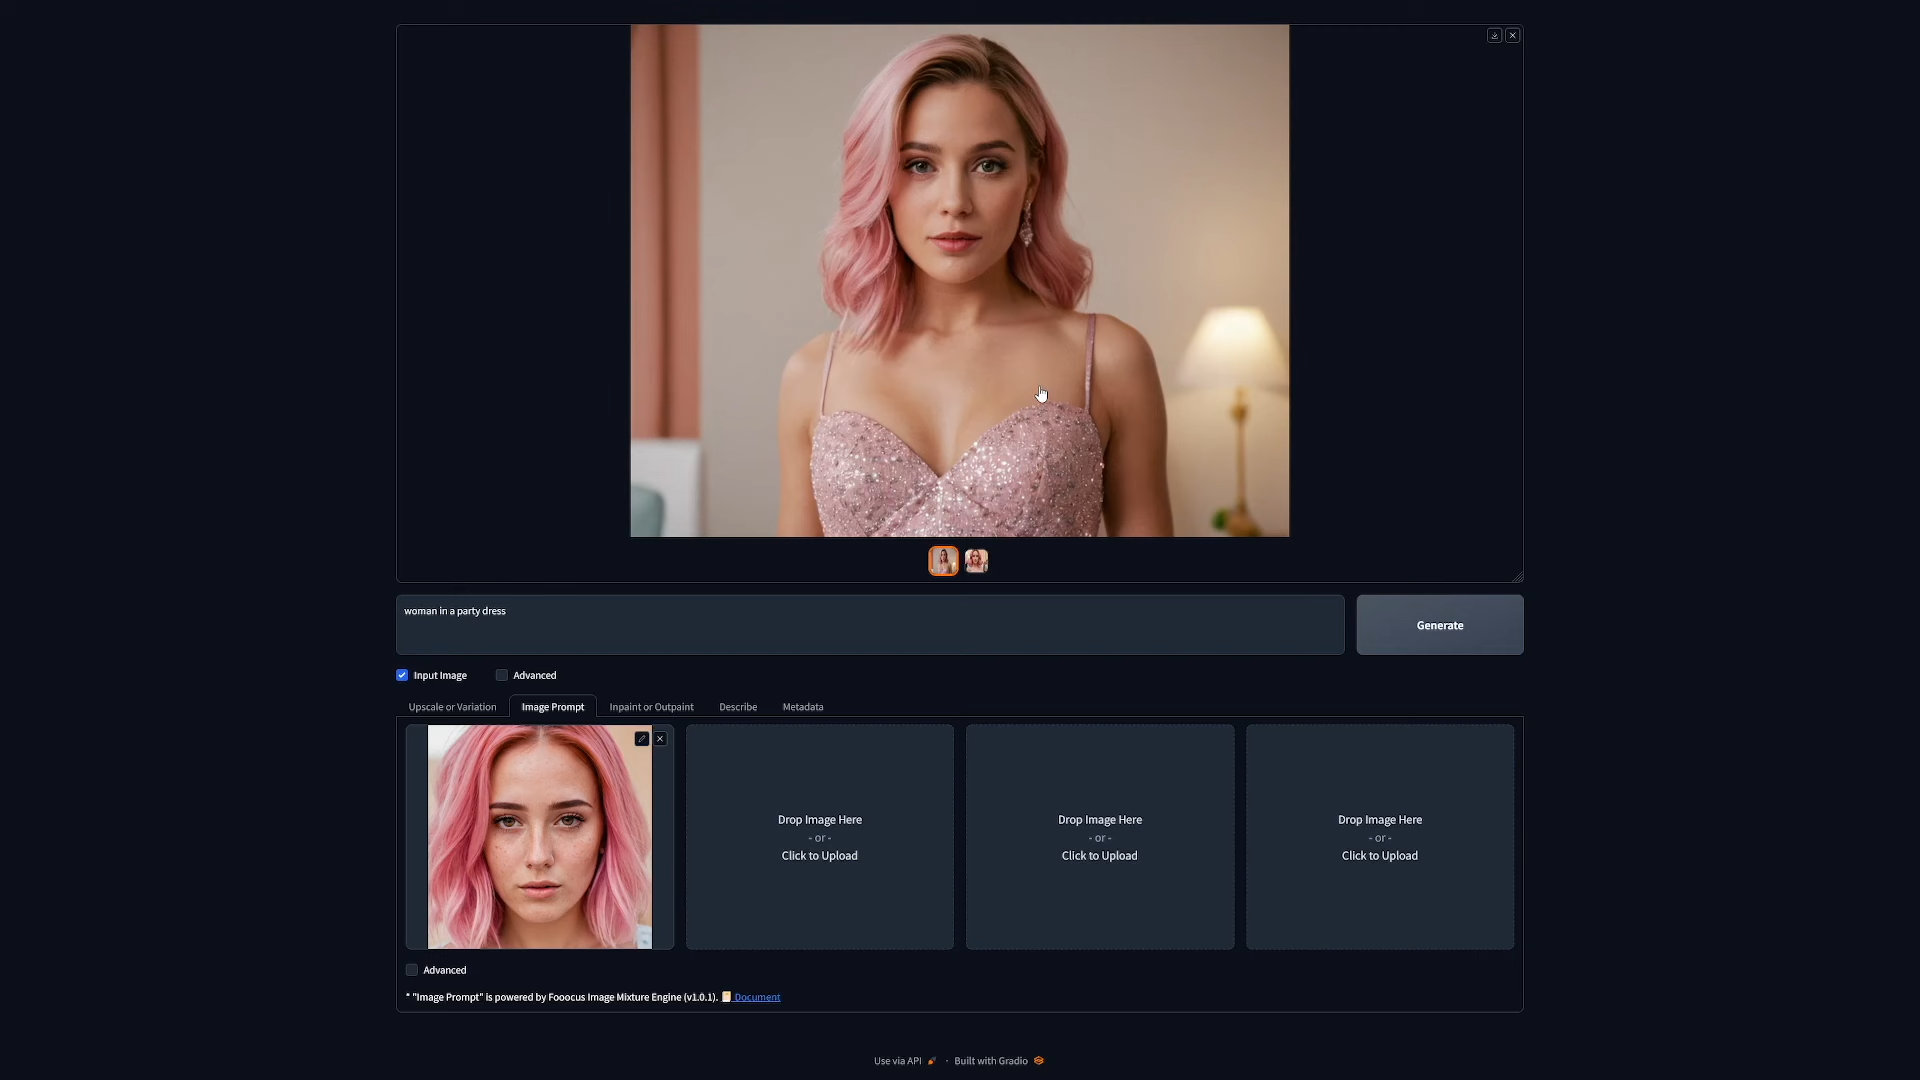 woman in a party dress
Generate
Input Image
Advanced
Upscale or Variation
Image Prompt
Inpaint or Outpaint
Describe
Metadata
Drop Image Here
- or -
Click to Upload
Drop Image Here
- or -
Click to Upload
Drop Image Here
- or -
Click to Upload
Advanced
* "Image Prompt" is powered by Fooocus Image Mixture Engine (v1.0.1). Document
Use via API · Built with Gradio